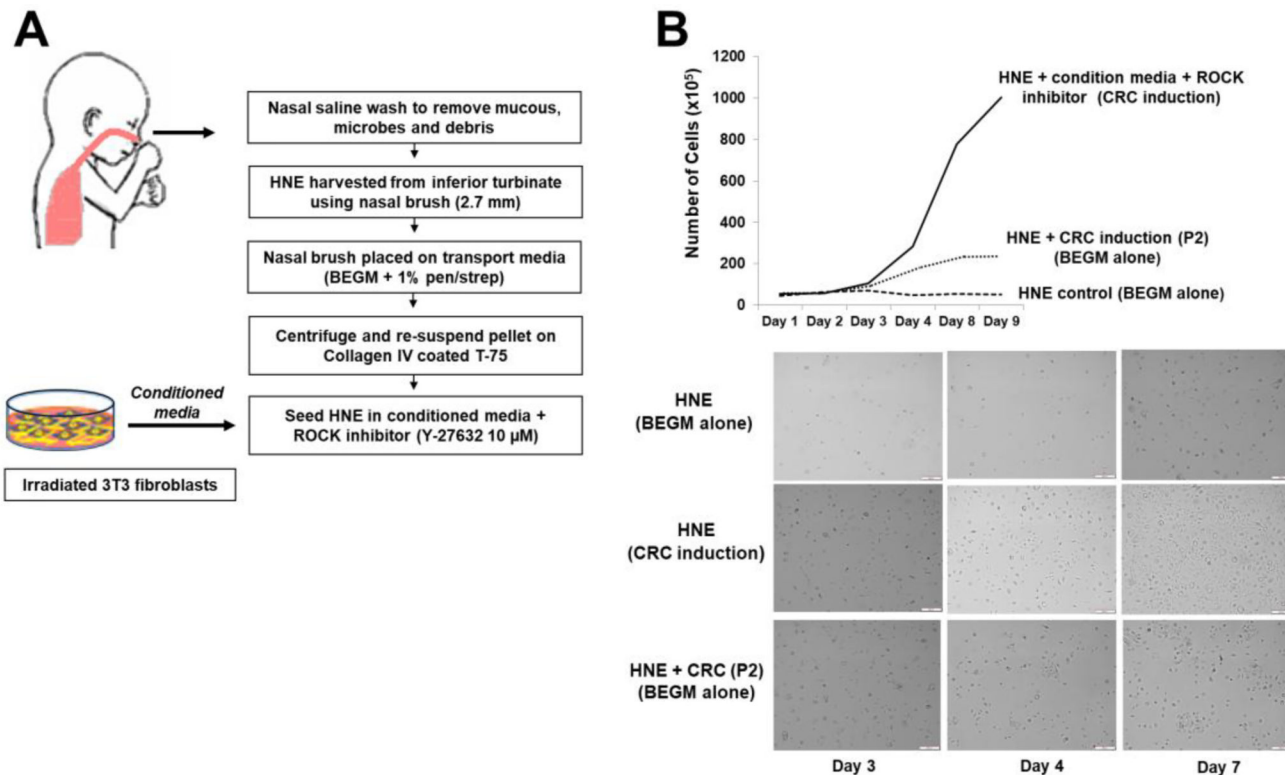 A
Nasal saline wash to remove mucous,
microbes and debris
HNE harvested from inferior turbinate
using nasal brush (2.7 mm)
Nasal brush placed on transport media
(BEGM + 1% pen/strep)
Centrifuge and re-suspend pellet on
Collagen IV coated T-75
Conditioned
media
Seed HNE in conditioned media +
ROCK inhibitor (Y-27632 10 µM)
Irradiated 3T3 fibroblasts
B
Number of Cells (x10⁵)
1200
1000
800
600
400
200
0
Day 1 Day 2 Day 3 Day 4 Day 8 Day 9
HNE + condition media + ROCK
inhibitor (CRC induction)
HNE + CRC induction (P2)
(BEGM alone)
HNE control (BEGM alone)
HNE
(BEGM alone)
HNE
(CRC induction)
HNE + CRC (P2)
(BEGM alone)
Day 3 Day 4 Day 7